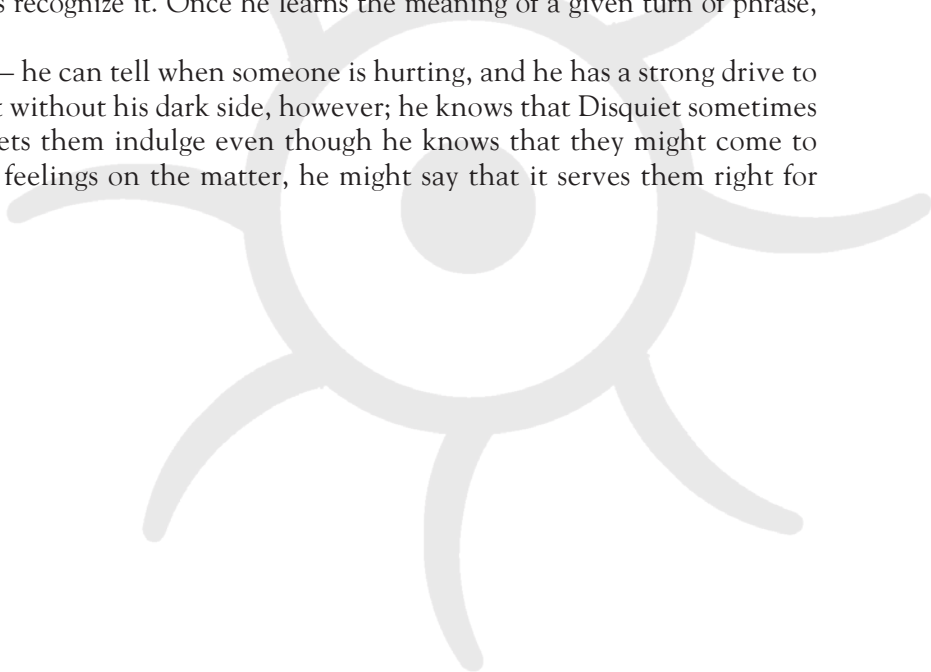 s recognize it. Once he learns the meaning of a given turn of phrase,
– he can tell when someone is hurting, and he has a strong drive to
t without his dark side, however; he knows that Disquiet sometimes
ets them indulge even though he knows that they might come to
feelings on the matter, he might say that it serves them right for